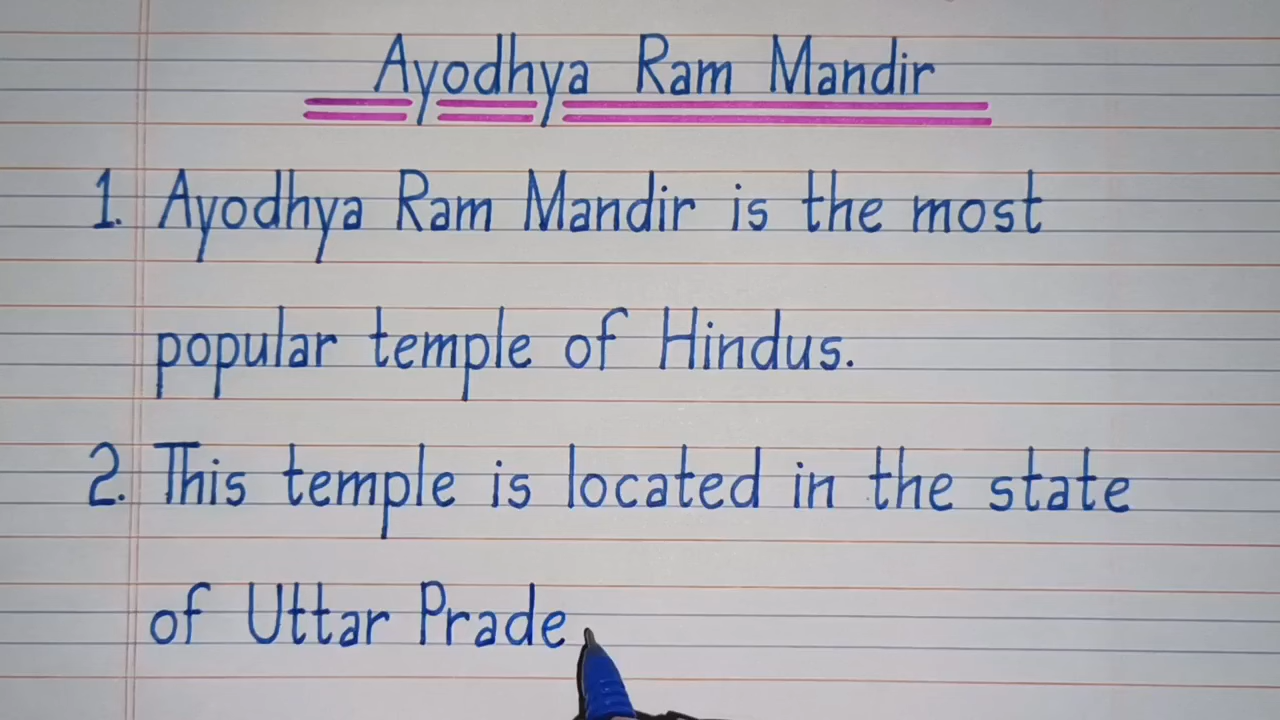 Ayodhya Ram Mandir
1. Ayodhya Ram Mandir is the most
popular temple of Hindus.
2. This temple is located in the state
of Uttar Prade